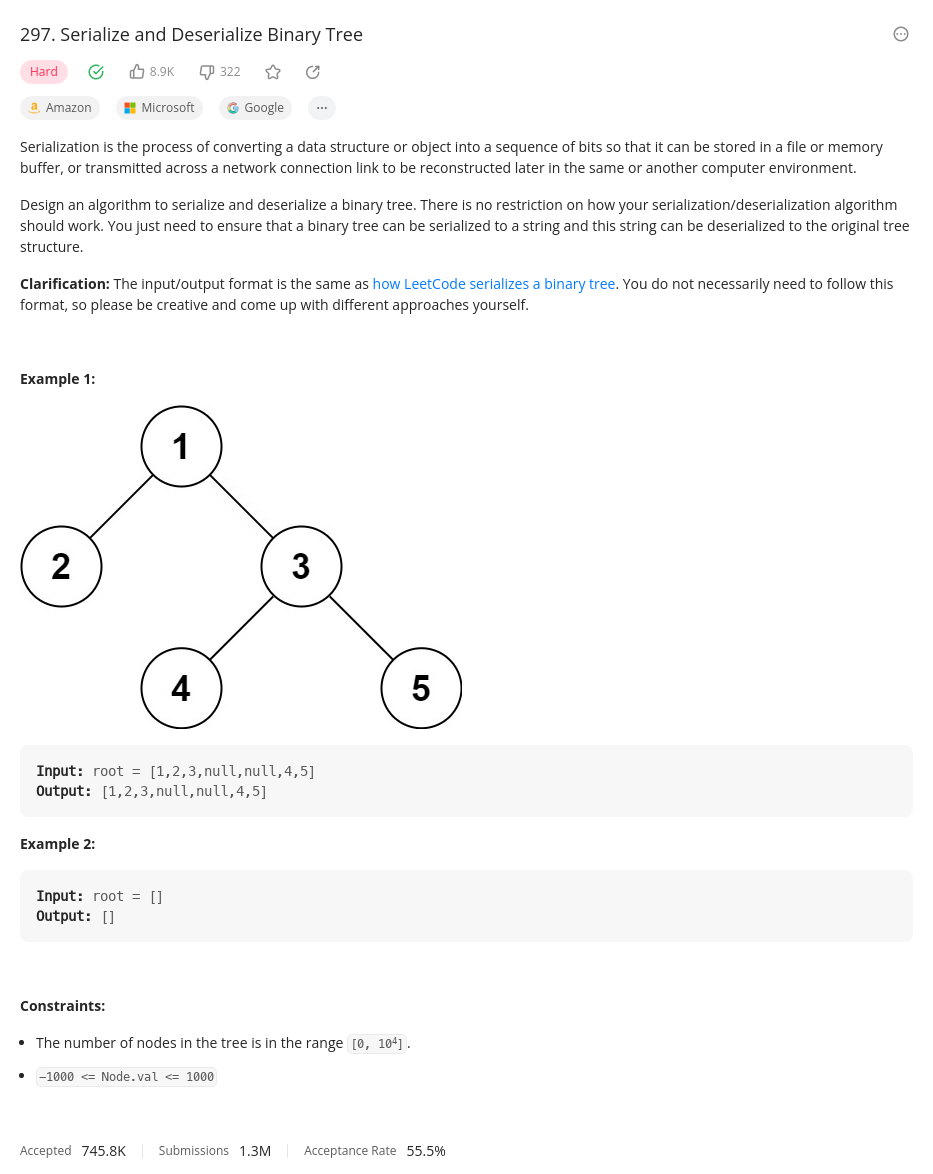 297. Serialize and Deserialize Binary Tree
Hard 8.9K 322
Amazon Microsoft Google ...
Serialization is the process of converting a data structure or object into a sequence of bits so that it can be stored in a file or memory
buffer, or transmitted across a network connection link to be reconstructed later in the same or another computer environment.
Design an algorithm to serialize and deserialize a binary tree. There is no restriction on how your serialization/deserialization algorithm
should work. You just need to ensure that a binary tree can be serialized to a string and this string can be deserialized to the original tree
structure.
Clarification: The input/output format is the same as how LeetCode serializes a binary tree. You do not necessarily need to follow this
format, so please be creative and come up with different approaches yourself.
Example 1:
1
2 3
4 5
Input: root = [1,2,3,null,null,4,5]
Output: [1,2,3,null,null,4,5]
Example 2:
Input: root = []
Output: []
Constraints:
• The number of nodes in the tree is in the range [0, 10⁴].
• -1000 <= Node.val <= 1000
Accepted 745.8K Submissions 1.3M Acceptance Rate 55.5%